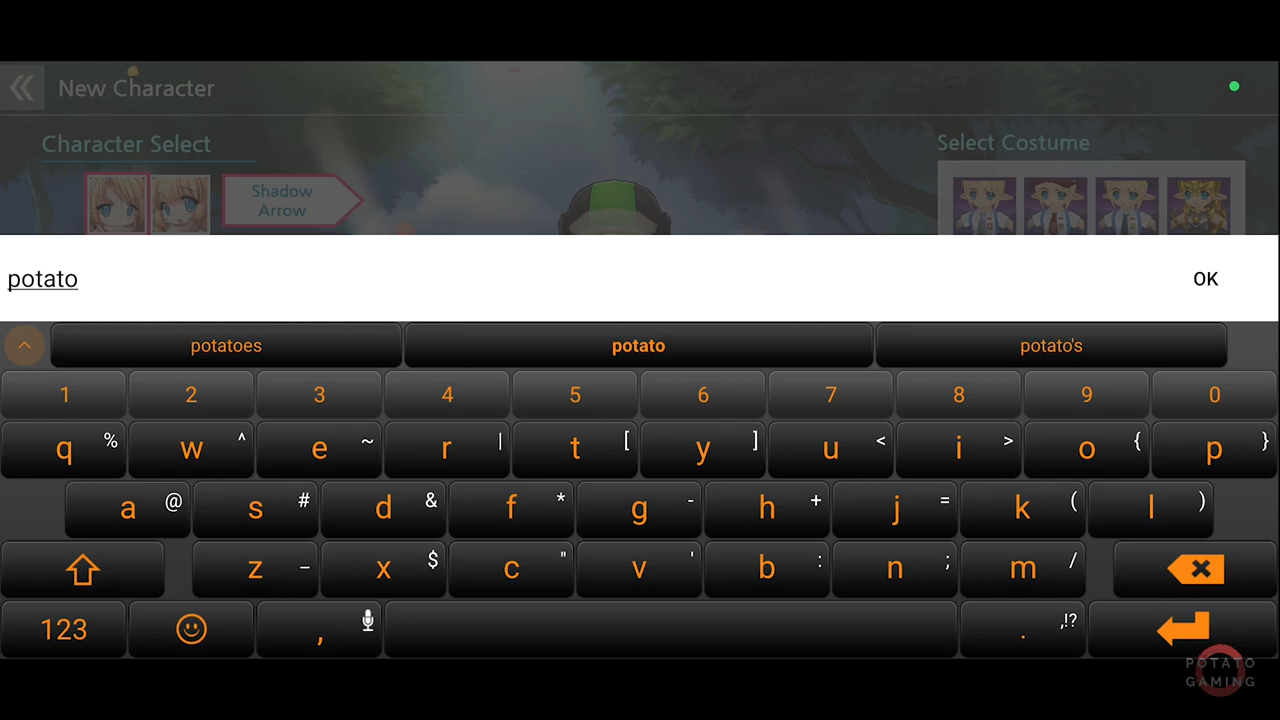 New Character
Character Select
Select Costume
Shadow
Arrow
potato
OK
potatoes potato potato's
1 2 3 4 5 6 7 8 9 0
q % w ^ e ~ r | t [ y ] u < i > o { p }
a @ s # d & f * g - h + j = k ( l )
z _ x $ c " v ' b : n ; m /
123 , . ,!?
POTATO
GAMING